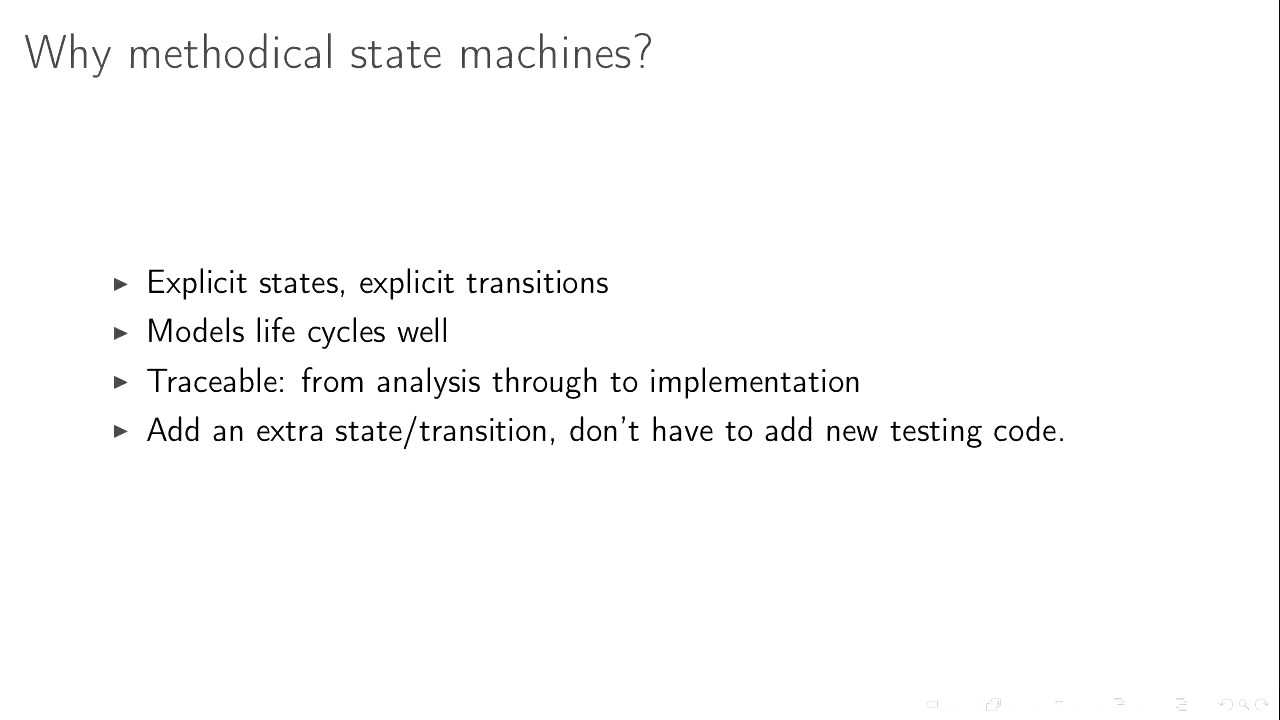 Why methodical state machines?
Explicit states, explicit transitions
Models life cycles well
Traceable: from analysis through to implementation
Add an extra state/transition, don't have to add new testing code.